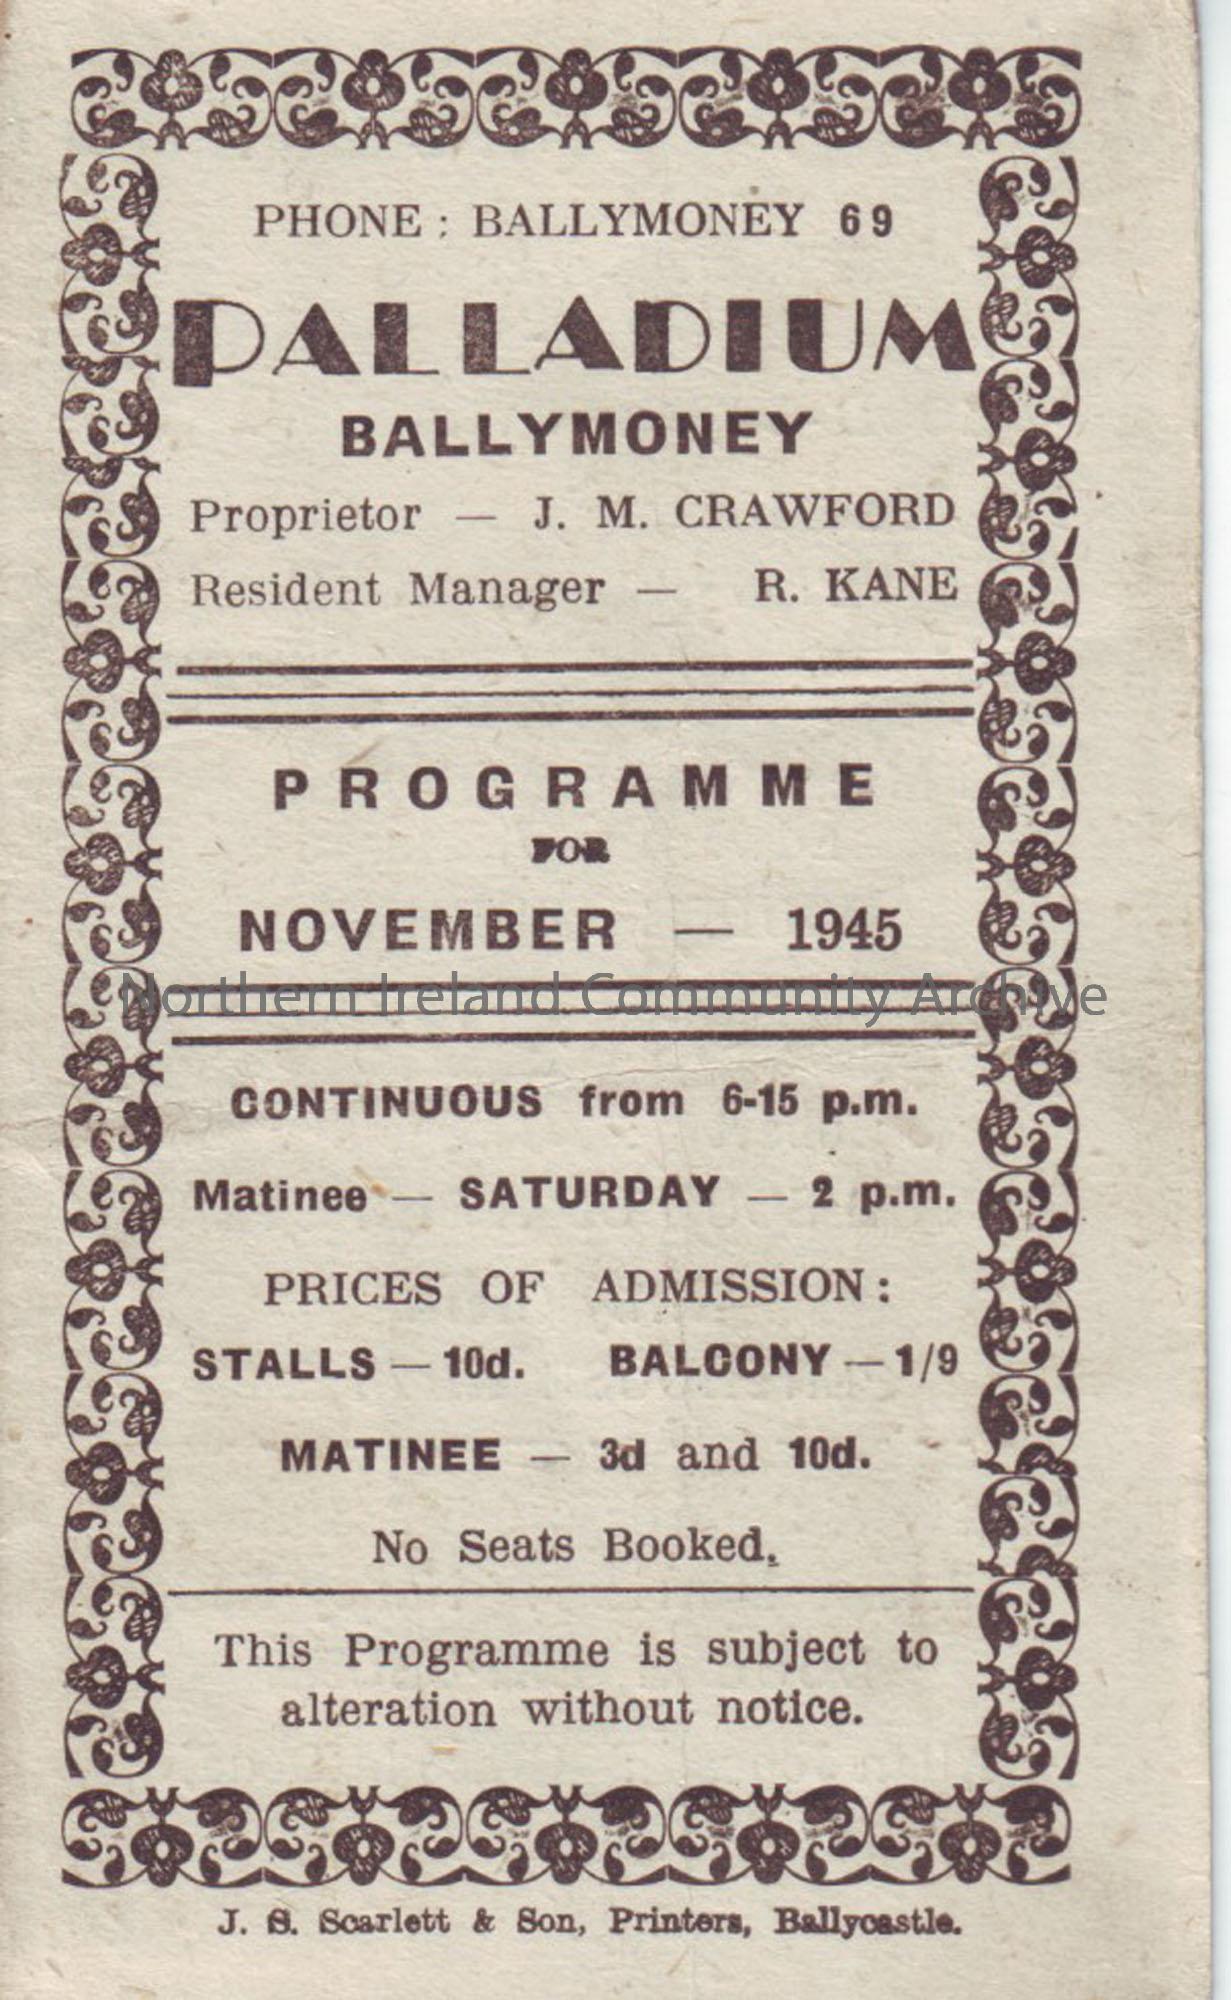 PHONE : BALLYMONEY 69
PALLADIUM
BALLYMONEY
Proprietor — J. M. CRAWFORD
Resident Manager — R. KANE
PROGRAMME
FOR
NOVEMBER — 1945
Northern Ireland Community Archive
CONTINUOUS from 6-15 p.m.
Matinee — SATURDAY — 2 p.m.
PRICES OF ADMISSION :
STALLS — 10d. BALCONY — 1/9
MATINEE — 3d and 10d.
No Seats Booked.
This Programme is subject to
alteration without notice.
J. S. Scarlett & Son, Printers, Ballycastle.